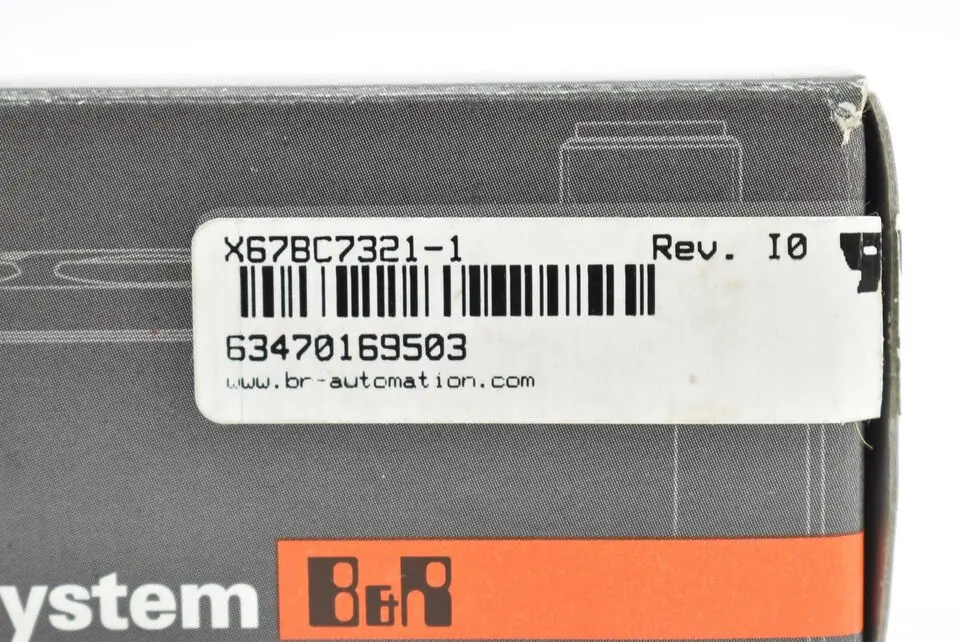 X67BC7321-1 Rev. I0
63470169503
www.br-automation.com
ystem B&R